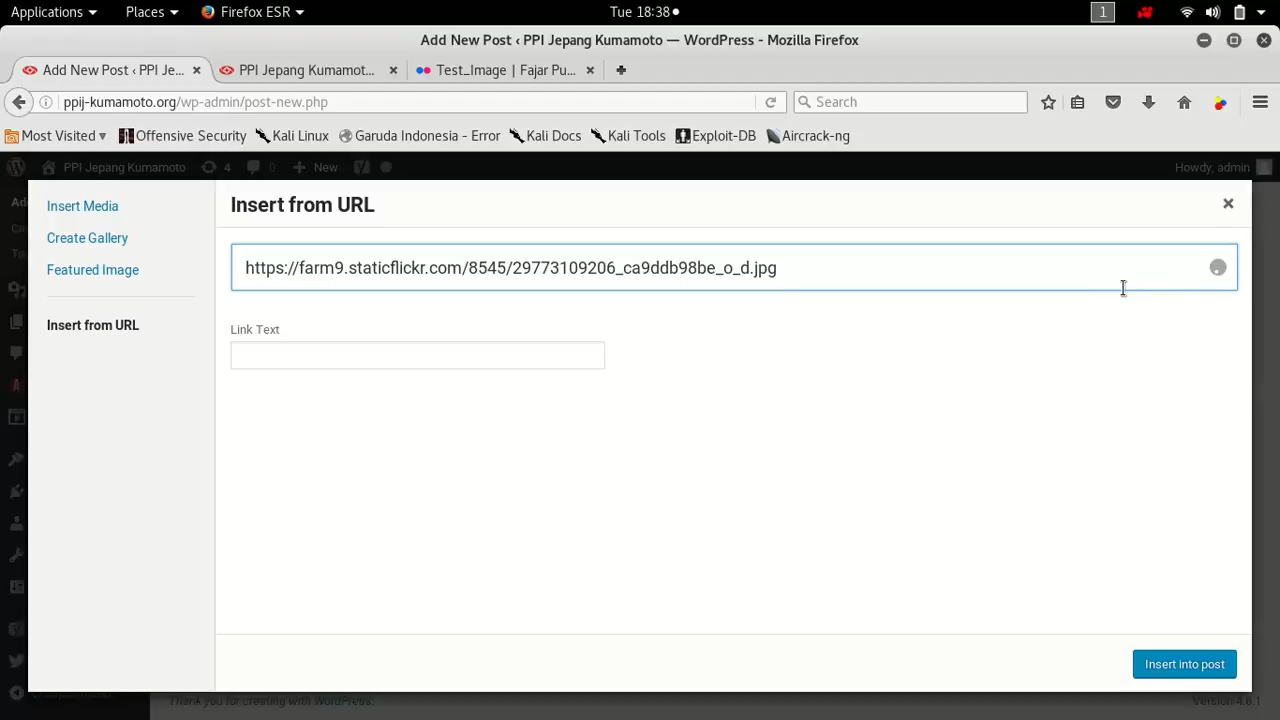 Applications Places Firefox ESR Tue 18:38 1
Add New Post ‹ PPI Jepang Kumamoto — WordPress - Mozilla Firefox
Add New Post ‹ PPI Je... PPI Jepang Kumamot... Test_Image | Fajar Pu...
ppij-kumamoto.org/wp-admin/post-new.php Search
Most Visited Offensive Security Kali Linux Garuda Indonesia - Error Kali Docs Kali Tools Exploit-DB Aircrack-ng
PPI Jepang Kumamoto 4 0 New Howdy, admin
Insert Media
Create Gallery
Featured Image
Insert from URL
Insert from URL
https://farm9.staticflickr.com/8545/29773109206_ca9ddb98be_o_d.jpg
Link Text
Insert into post
Thank you for creating with WordPress. Version 4.6.1